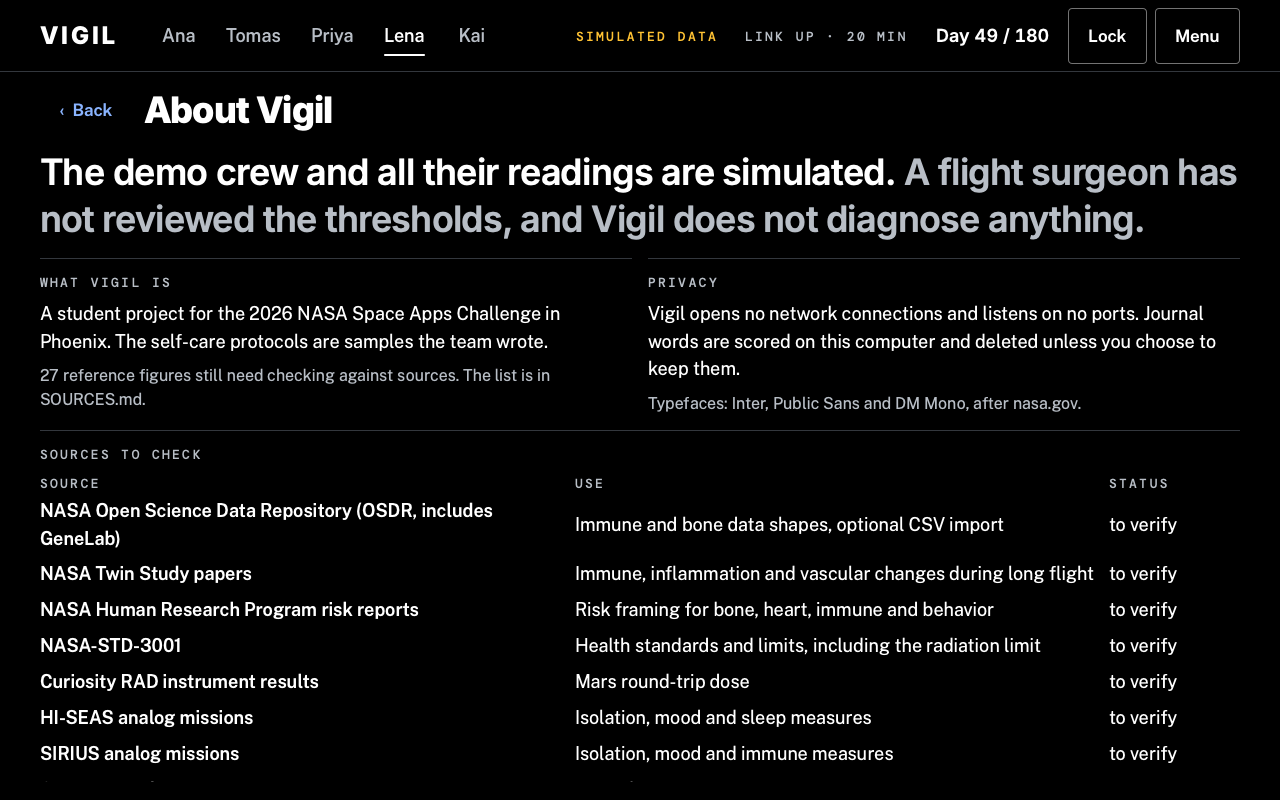 VIGIL Ana Tomas Priya Lena Kai SIMULATED DATA LINK UP · 20 MIN Day 49 / 180 Lock Menu
‹ Back About Vigil
The demo crew and all their readings are simulated. A flight surgeon has
not reviewed the thresholds, and Vigil does not diagnose anything.
WHAT VIGIL IS
A student project for the 2026 NASA Space Apps Challenge in
Phoenix. The self-care protocols are samples the team wrote.
27 reference figures still need checking against sources. The list is in
SOURCES.md.
PRIVACY
Vigil opens no network connections and listens on no ports. Journal
words are scored on this computer and deleted unless you choose to
keep them.
Typefaces: Inter, Public Sans and DM Mono, after nasa.gov.
SOURCES TO CHECK
SOURCE USE STATUS
NASA Open Science Data Repository (OSDR, includes
GeneLab) Immune and bone data shapes, optional CSV import to verify
NASA Twin Study papers Immune, inflammation and vascular changes during long flight to verify
NASA Human Research Program risk reports Risk framing for bone, heart, immune and behavior to verify
NASA-STD-3001 Health standards and limits, including the radiation limit to verify
Curiosity RAD instrument results Mars round-trip dose to verify
HI-SEAS analog missions Isolation, mood and sleep measures to verify
SIRIUS analog missions Isolation, mood and immune measures to verify